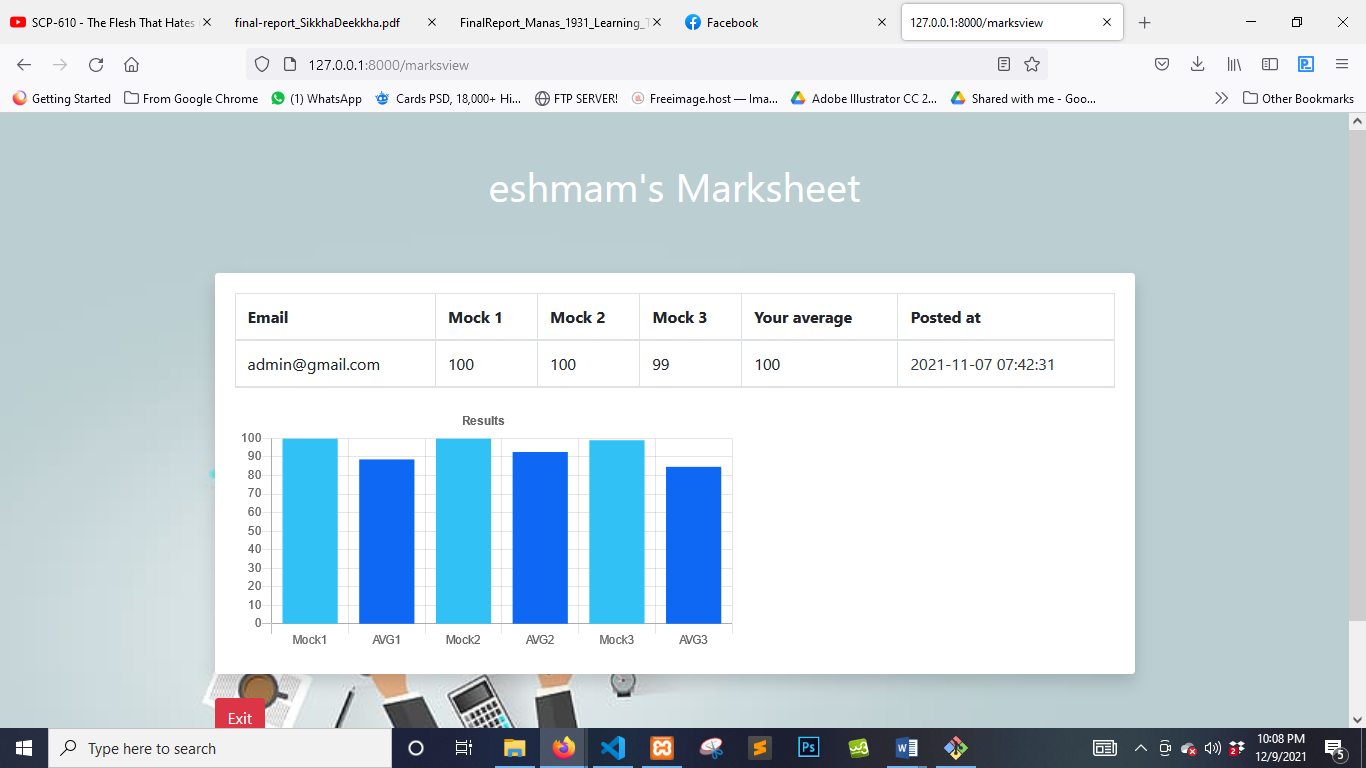 SCP-610 - The Flesh That Hates
final-report_SikkhaDeekkha.pdf
FinalReport_Manas_1931_Learning_T
Facebook
127.0.0.1:8000/marksview
127.0.0.1:8000/marksview
Getting Started
From Google Chrome
(1) WhatsApp
Cards PSD, 18,000+ Hi...
FTP SERVER!
Freeimage.host — Ima...
Adobe Illustrator CC 2...
Shared with me - Goo...
Other Bookmarks
eshmam's Marksheet
Email Mock 1 Mock 2 Mock 3 Your average Posted at
admin@gmail.com 100 100 99 100 2021-11-07 07:42:31
Results
100
90
80
70
60
50
40
30
20
10
0
Mock1 AVG1 Mock2 AVG2 Mock3 AVG3
Exit
Type here to search
Ps
10:08 PM
12/9/2021
5